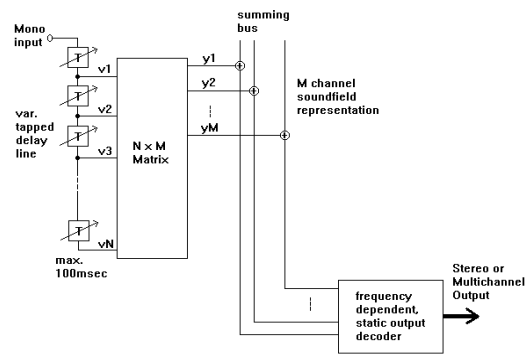 summing
bus
Mono
input
T
v1
T
v2
T
v3
T
vN
var.
tapped
delay
line
max.
100msec
N x M
Matrix
y1
y2
yM
M channel
soundfield
representation
frequency
dependent,
static output
decoder
Stereo or
Multichannel
Output